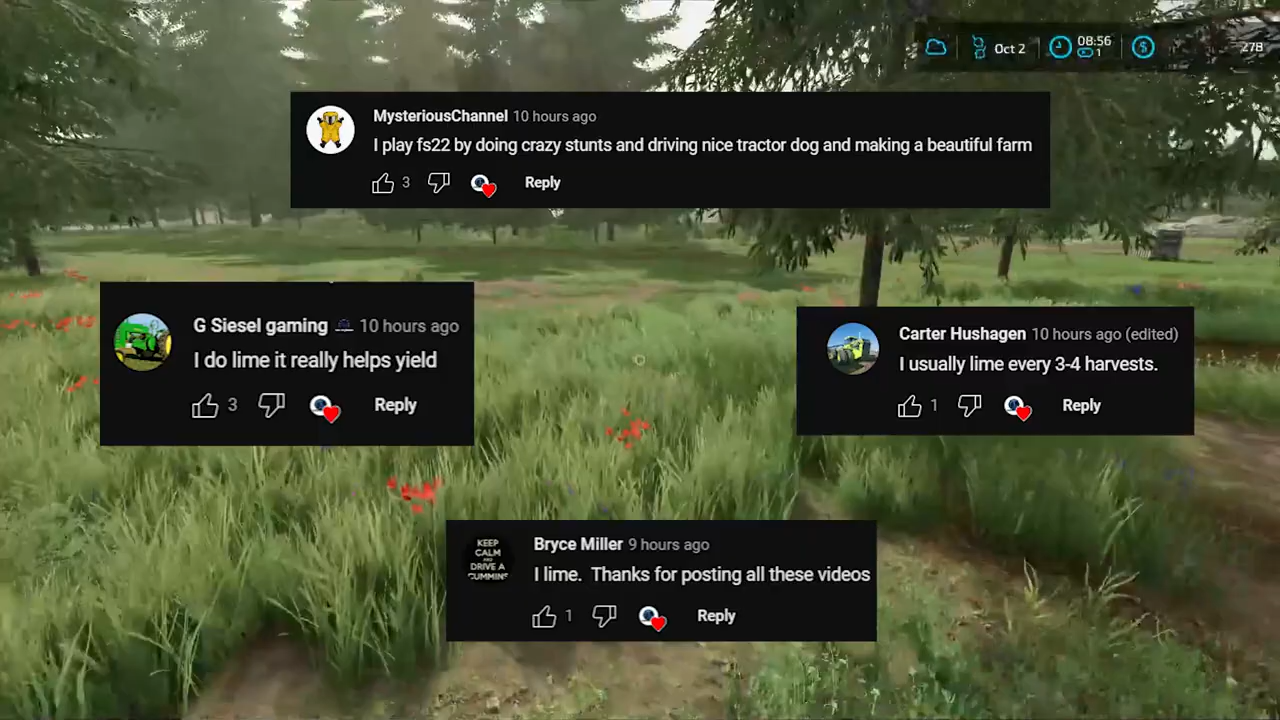 Oct 2
08:56
1
278
MysteriousChannel 10 hours ago
I play fs22 by doing crazy stunts and driving nice tractor dog and making a beautiful farm
3
Reply
G Siesel gaming 10 hours ago
I do lime it really helps yield
3
Reply
Carter Hushagen 10 hours ago (edited)
I usually lime every 3-4 harvests.
1
Reply
KEEP
CALM
AND
DRIVE A
CUMMINS
Bryce Miller 9 hours ago
I lime. Thanks for posting all these videos
1
Reply